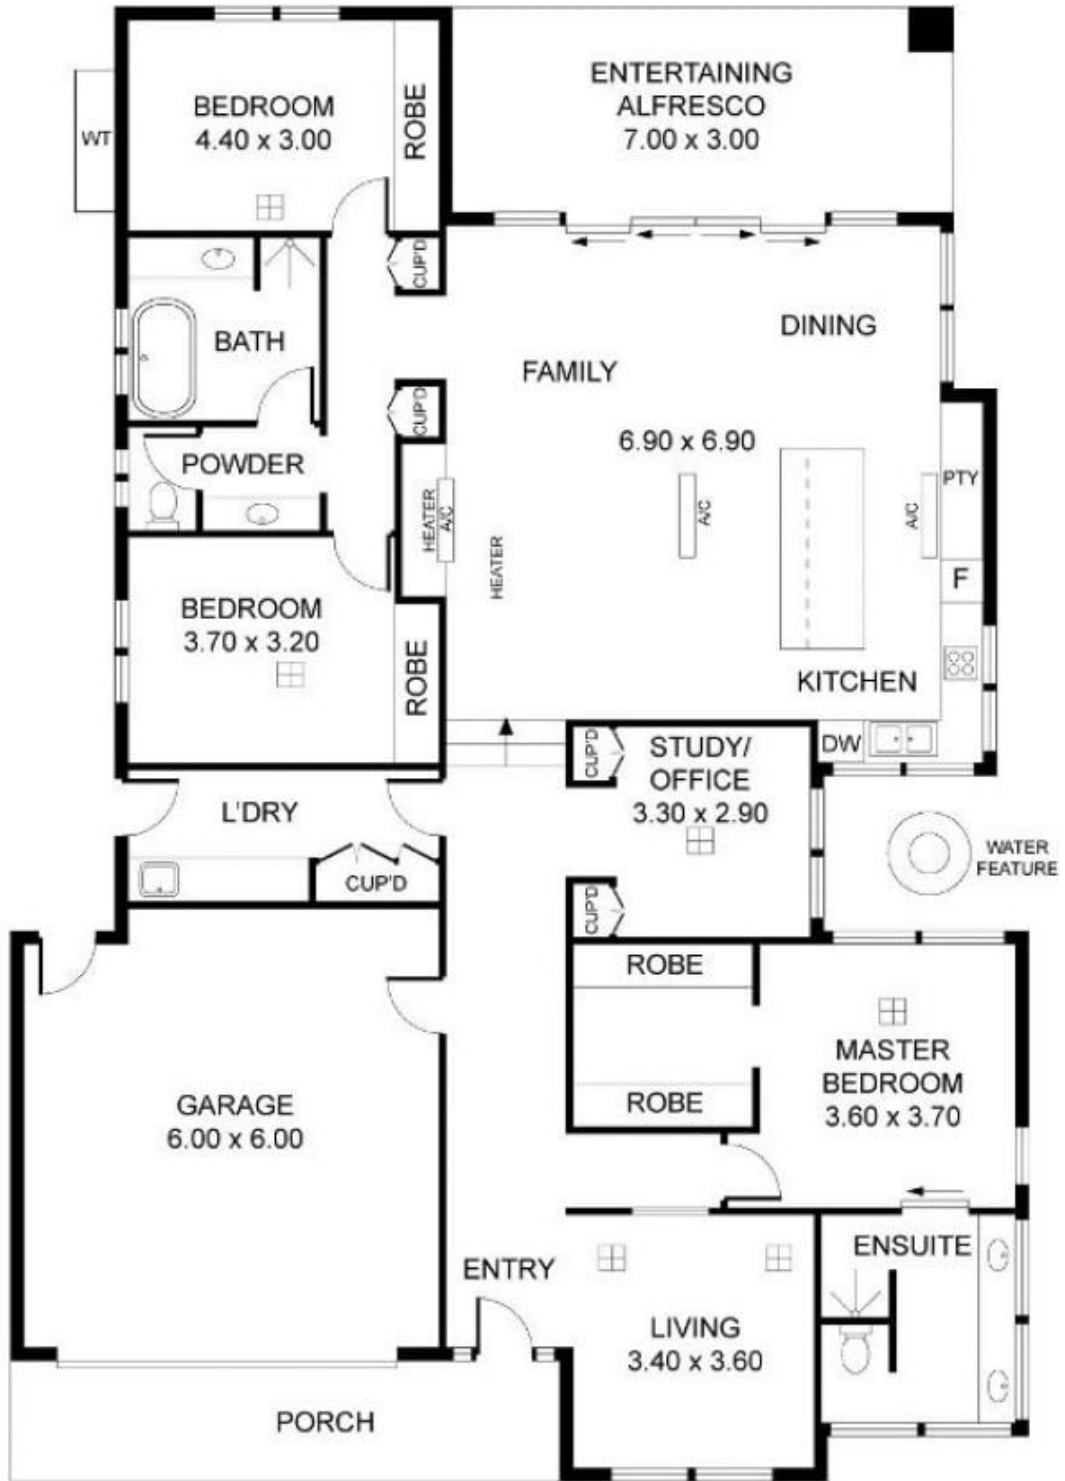 BEDROOM
4.40 x 3.00
ROBE
WT
ENTERTAINING
ALFRESCO
7.00 x 3.00
CUP'D
BATH
DINING
FAMILY
6.90 x 6.90
CUP'D
POWDER
HEATER
A/C
HEATER
A/C
A/C
PTY
F
BEDROOM
3.70 x 3.20
ROBE
KITCHEN
DW
CUP'D
STUDY/
OFFICE
3.30 x 2.90
L'DRY
CUP'D
CUP'D
WATER
FEATURE
ROBE
ROBE
MASTER
BEDROOM
3.60 x 3.70
GARAGE
6.00 x 6.00
ENTRY
ENSUITE
LIVING
3.40 x 3.60
PORCH